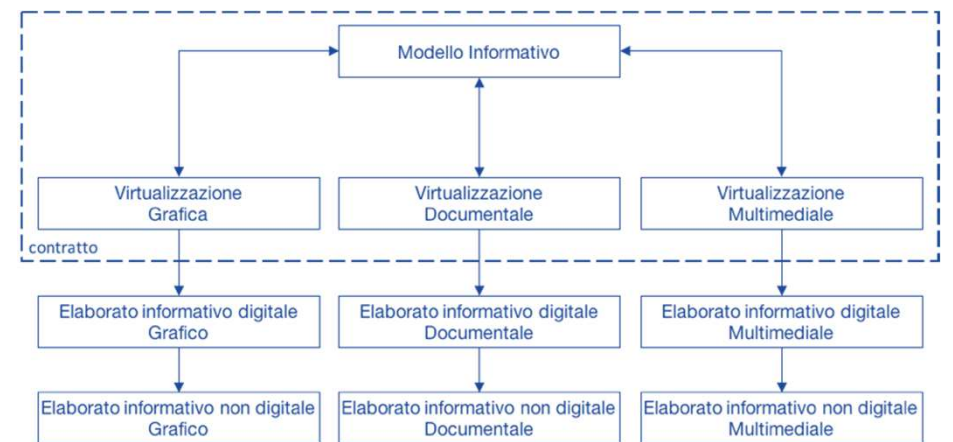 Modello Informativo
Virtualizzazione
Grafica
Virtualizzazione
Documentale
Virtualizzazione
Multimediale
contratto
Elaborato informativo digitale
Grafico
Elaborato informativo digitale
Documentale
Elaborato informativo digitale
Multimediale
Elaborato informativo non digitale
Grafico
Elaborato informativo non digitale
Documentale
Elaborato informativo non digitale
Multimediale